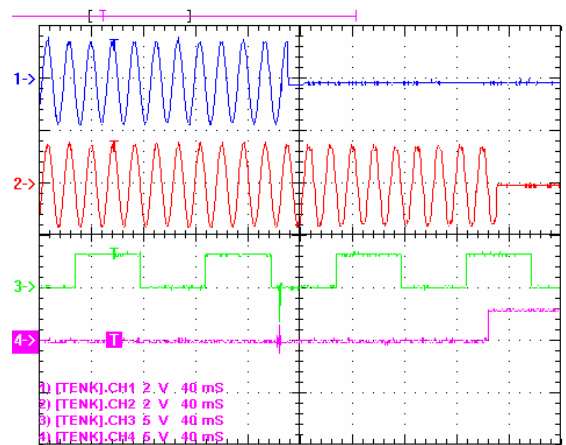 T
1->
T
2->
T
3->
T
4->
T
1) [TENK].CH1 2 V 40 mS
2) [TENK].CH2 2 V 40 mS
3) [TENK].CH3 5 V 40 mS
4) [TENK].CH4 5 V 40 mS